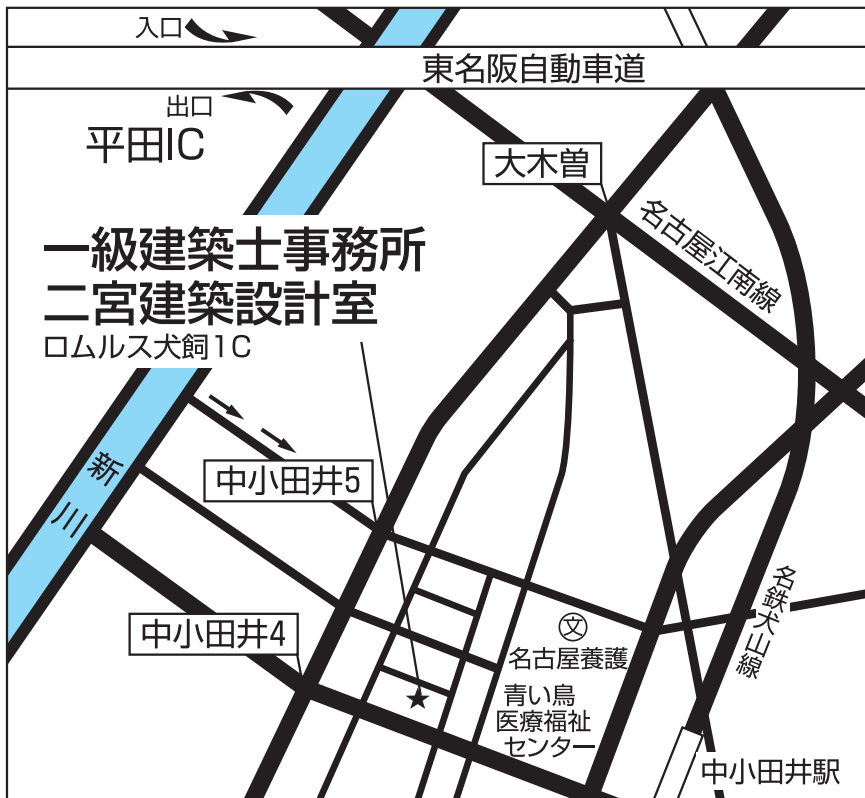 入口
東名阪自動車道
出口
平田IC
大木曽
名古屋江南線
一級建築士事務所
二宮建築設計室
ロムルス犬飼1C
新川
中小田井5
名鉄犬山線
文
中小田井4
名古屋養護
青い鳥
医療福祉
センター
中小田井駅